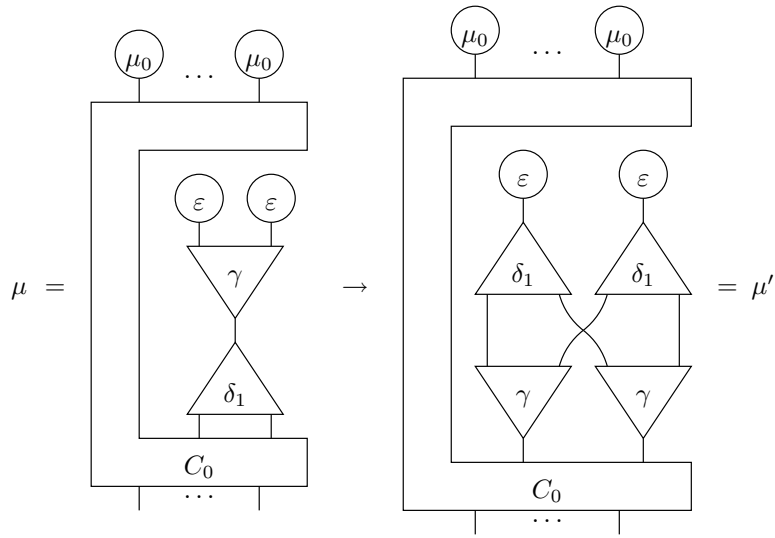 μ₀ ... μ₀
μ₀ ... μ₀
ε ε
ε ε
γ
δ₁ δ₁
μ = → = μ′
δ₁
γ γ
C₀
...
C₀
...